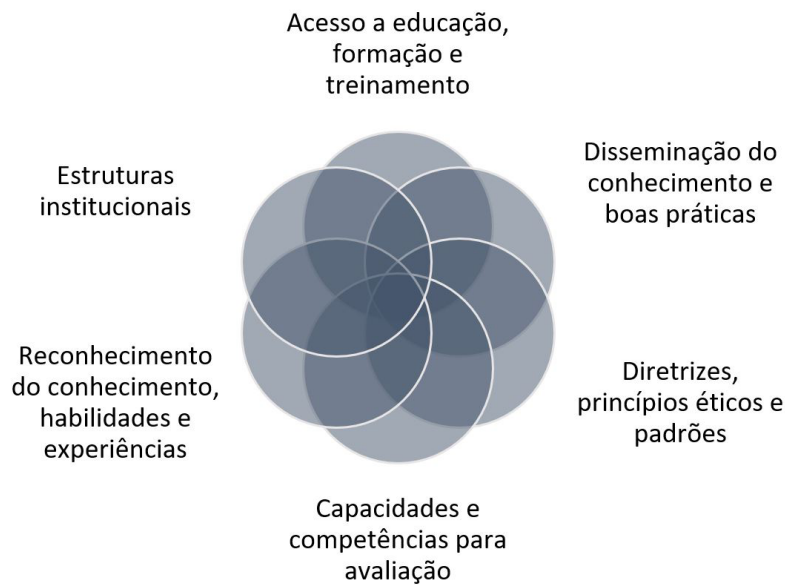 Acesso a educação,
formação e
treinamento
Disseminação do
conhecimento e
boas práticas
Diretrizes,
princípios éticos e
padrões
Capacidades e
competências para
avaliação
Reconhecimento
do conhecimento,
habilidades e
experiências
Estruturas
institucionais